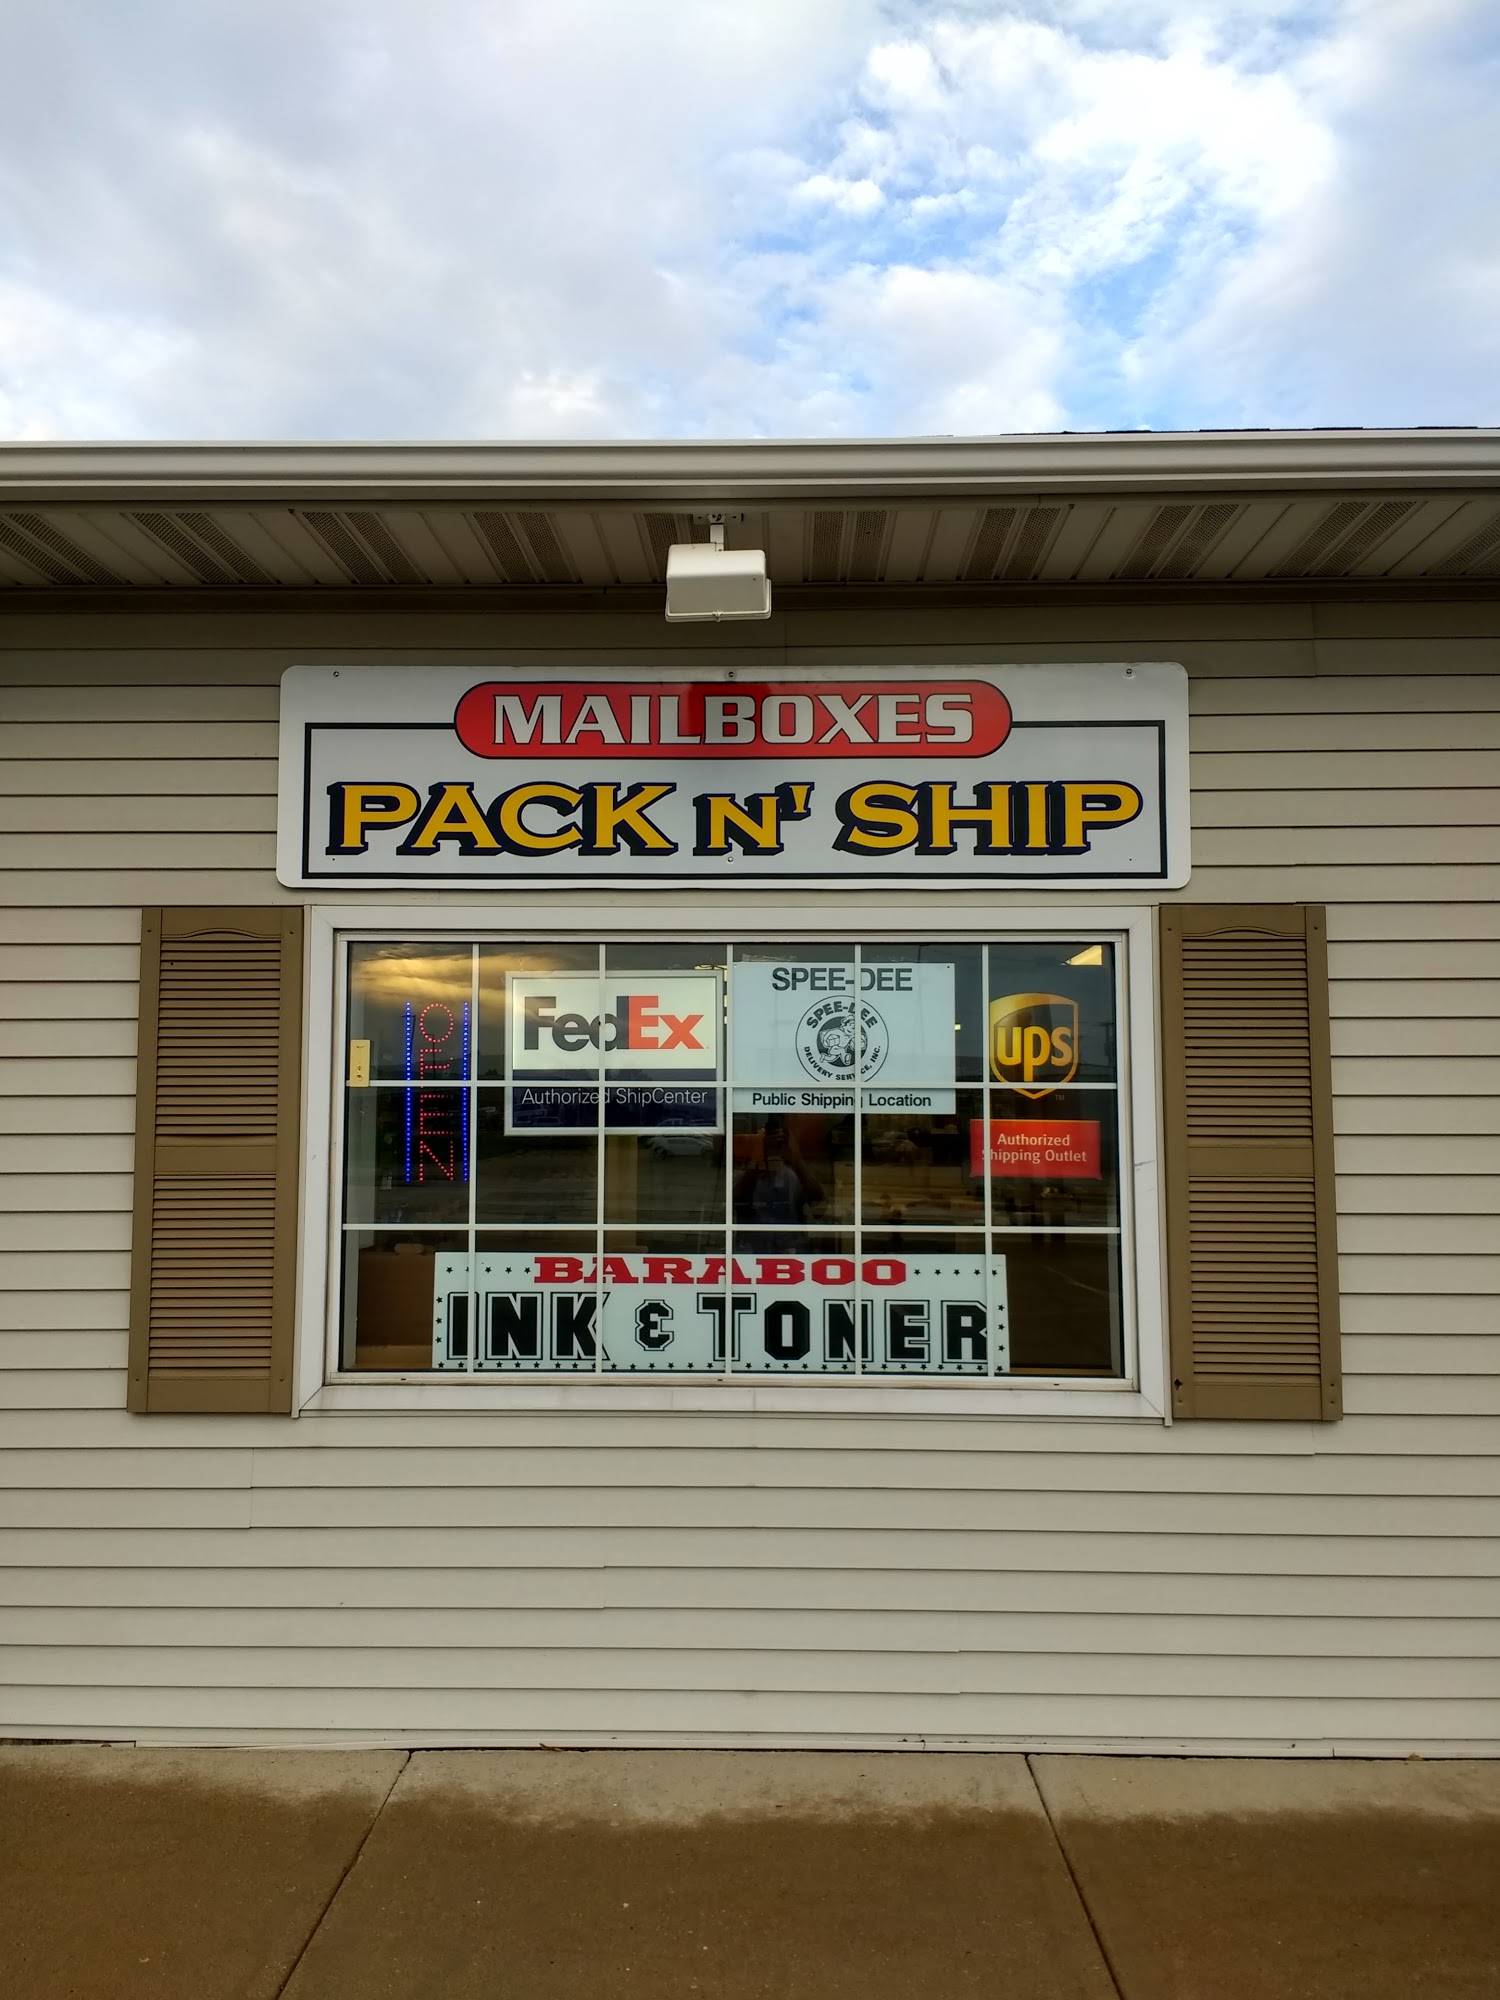 MAILBOXES
PACK N' SHIP
OPEN
FedEx
Authorized ShipCenter
SPEE-DEE
SPEE-DEE
DELIVERY SERVICE, INC.
Public Shipping Location
ups
TM
Authorized
Shipping Outlet
BARABOO
INK & TONER